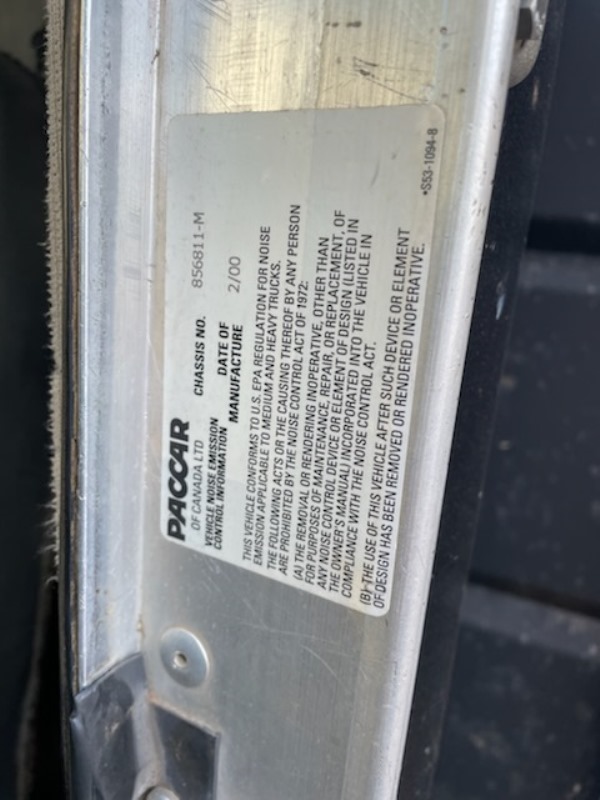 PACCAR
OF CANADA LTD
VEHICLE NOISE EMISSION
CONTROL INFORMATION
CHASSIS NO. 856811-M
DATE OF
MANUFACTURE 2/00
THIS VEHICLE CONFORMS TO U.S. EPA REGULATION FOR NOISE
EMISSION APPLICABLE TO MEDIUM AND HEAVY TRUCKS.
THE FOLLOWING ACTS OR THE CAUSING THEREOF BY ANY PERSON
ARE PROHIBITED BY THE NOISE CONTROL ACT OF 1972:
(A) THE REMOVAL OR RENDERING INOPERATIVE, OTHER THAN
FOR PURPOSES OF MAINTENANCE, REPAIR, OR REPLACEMENT, OF
ANY NOISE CONTROL DEVICE OR ELEMENT OF DESIGN (LISTED IN
THE OWNER'S MANUAL) INCORPORATED INTO THE VEHICLE IN
COMPLIANCE WITH THE NOISE CONTROL ACT.
(B) THE USE OF THIS VEHICLE AFTER SUCH DEVICE OR ELEMENT
OF DESIGN HAS BEEN REMOVED OR RENDERED INOPERATIVE.
*S53-1094-8